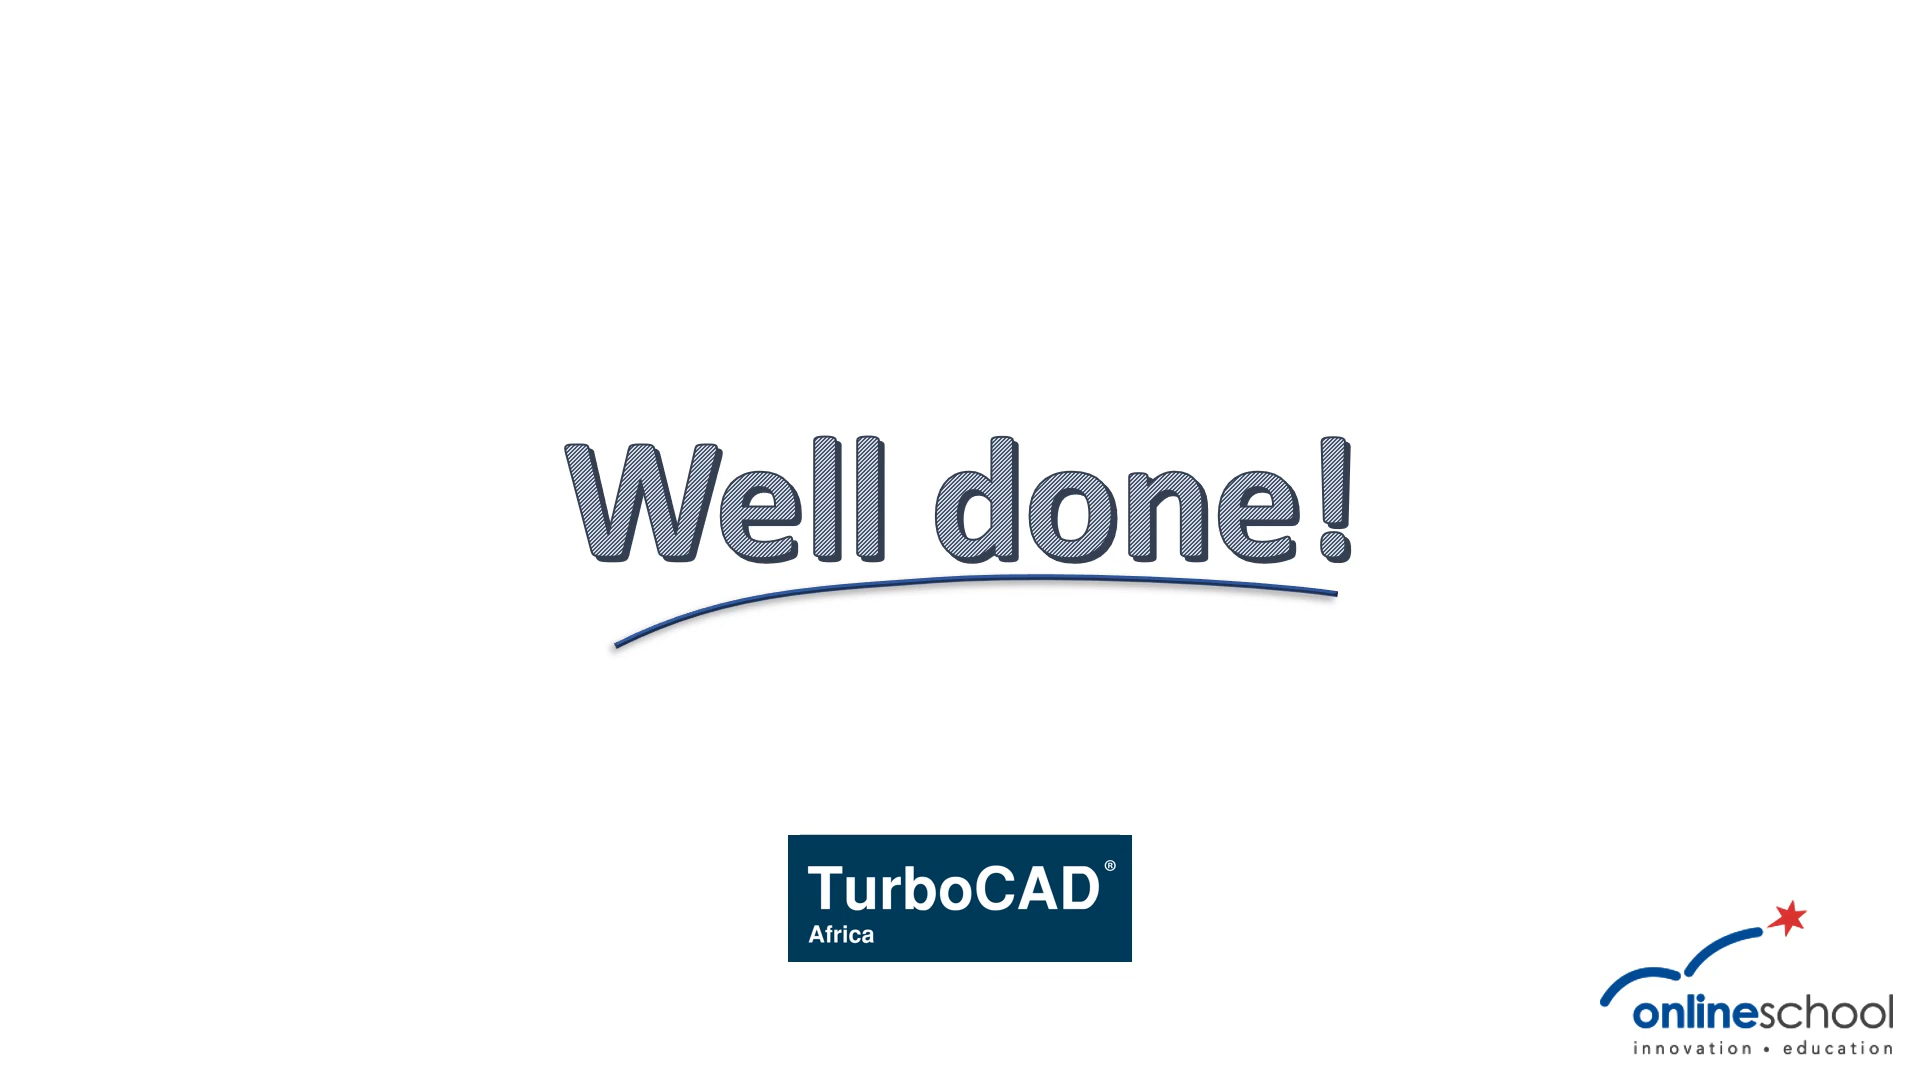 Well done!
TurboCAD®
Africa
onlineschool
innovation • education